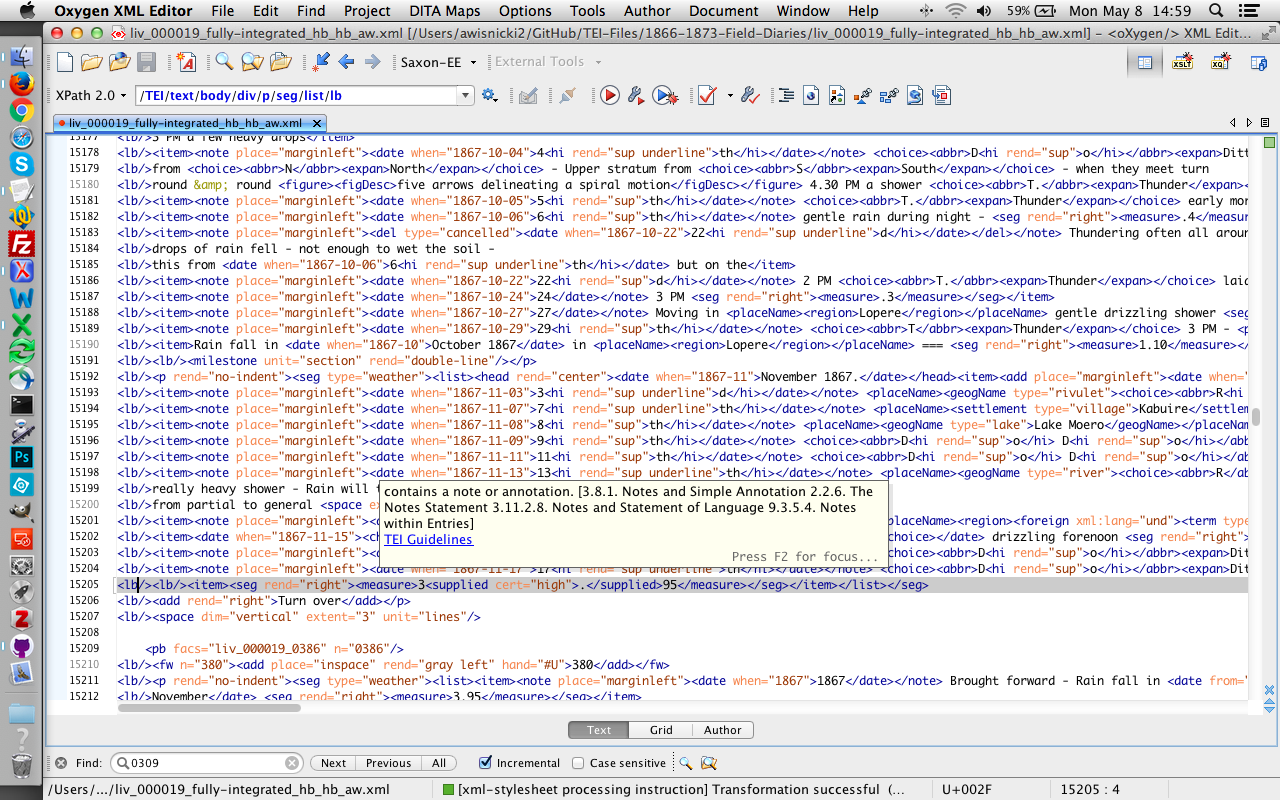 Oxygen XML Editor File Edit Find Project DITA Maps Options Tools Author Document Window Help 59% Mon May 8 14:59
liv_000019_fully-integrated_hb_hb_aw.xml [/Users/awisnicki2/GitHub/TEI-Files/1866-1873-Field-Diaries/liv_000019_fully-integrated_hb_hb_aw.xml] - <oXygen/> XML Edit...
Saxon-EE External Tools
XPath 2.0 /TEI/text/body/div/p/seg/list/lb
liv_000019_fully-integrated_hb_hb_aw.xml
15177 <lb/>5 PM a few heavy drops</item>
15178 <lb/><item><note place="marginleft"><date when="1867-10-04">4<hi rend="sup underline">th</hi></date></note> <choice><abbr>D<hi rend="sup">o</hi></abbr><expan>Ditt
15179 <lb/>from <choice><abbr>N</abbr><expan>North</expan></choice> - Upper stratum from <choice><abbr>S</abbr><expan>South</expan></choice> - when they meet turn
15180 <lb/>round &amp; round <figure><figDesc>five arrows delineating a spiral motion</figDesc></figure> 4.30 PM a shower <choice><abbr>T.</abbr><expan>Thunder</expan><
15181 <lb/><item><note place="marginleft"><date when="1867-10-05">5<hi rend="sup">th</hi></date></note> <choice><abbr>T.</abbr><expan>Thunder</expan></choice> early mor
15182 <lb/><item><note place="marginleft"><date when="1867-10-06">6<hi rend="sup">th</hi></date></note> gentle rain during night - <seg rend="right"><measure>.4</measure
15183 <lb/><item><note place="marginleft"><del type="cancelled"><date when="1867-10-22">22<hi rend="sup underline">d</hi></date></del></note> Thundering often all aroun
15184 <lb/>drops of rain fell - not enough to wet the soil -
15185 <lb/>this from <date when="1867-10-06">6<hi rend="sup underline">th</hi></date> but on the</item>
15186 <lb/><item><note place="marginleft"><date when="1867-10-22">22<hi rend="sup">d</hi></date></note> 2 PM <choice><abbr>T.</abbr><expan>Thunder</expan></choice> laid
15187 <lb/><item><note place="marginleft"><date when="1867-10-24">24</date></note> 3 PM <seg rend="right"><measure>.3</measure></seg></item>
15188 <lb/><item><note place="marginleft"><date when="1867-10-27">27</date></note> Moving in <placeName><region>Lopere</region></placeName> gentle drizzling shower <seg
15189 <lb/><item><note place="marginleft"><date when="1867-10-29">29<hi rend="sup">th</hi></date></note> <choice><abbr>T</abbr><expan>Thunder</expan></choice> 3 PM - <p
15190 <lb/><item>Rain fall in <date when="1867-10">October 1867</date> in <placeName><region>Lopere</region></placeName> === <seg rend="right"><measure>1.10</measure></
15191 <lb/><lb/><milestone unit="section" rend="double-line"/></p>
15192 <lb/><p rend="no-indent"><seg type="weather"><list><head rend="center"><date when="1867-11">November 1867.</date></head><item><add place="marginleft"><date when="
15193 <lb/><item><note place="marginleft"><date when="1867-11-03">3<hi rend="sup underline">d</hi></date></note> <placeName><geogName type="rivulet"><choice><abbr>R<hi
15194 <lb/><item><note place="marginleft"><date when="1867-11-07">7<hi rend="sup underline">th</hi></date></note> <placeName><settlement type="village">Kabuire</settlem
15195 <lb/><item><note place="marginleft"><date when="1867-11-08">8<hi rend="sup underline">th</hi></date></note> <placeName><geogName type="lake">Lake Moero</geogName></placeNam
15196 <lb/><item><note place="marginleft"><date when="1867-11-09">9<hi rend="sup underline">th</hi></date></note> <choice><abbr>D<hi rend="sup">o</hi> D<hi rend="sup">o</hi></ab
15197 <lb/><item><note place="marginleft"><date when="1867-11-11">11<hi rend="sup underline">th</hi></date></note> <choice><abbr>D<hi rend="sup">o</hi> D<hi rend="sup">o</hi></a
15198 <lb/><item><note place="marginleft"><date when="1867-11-13">13<hi rend="sup underline">th</hi></date></note> <placeName><geogName type="river"><choice><abbr>R</ab
15199 <lb/>really heavy shower - Rain will t
15200 <lb/>from partial to general <space ex
15201 <lb/><item><note place="marginleft"><d placeName><region><foreign xml:lang="und"><term type
15202 <lb/><item><date when="1867-11-15"><ch </date> drizzling forenoon <seg rend="right"
15203 <lb/><item><note place="marginleft"><d <choice><abbr>D<hi rend="sup">o</hi></abbr><expan>Dit
15204 <lb/><item><note place="marginleft"><date when="1867-11-17">17<hi rend="sup underline">th</hi></date></note> <choice><abbr>D<hi rend="sup">o</hi></abbr><expan>Dit
contains a note or annotation. [3.8.1. Notes and Simple Annotation 2.2.6. The
Notes Statement 3.11.2.8. Notes and Statement of Language 9.3.5.4. Notes
within Entries]
TEI Guidelines
Press F2 for focus...
15205 <lb/><lb/><item><seg rend="right"><measure>3<supplied cert="high">.</supplied>95</measure></seg></item></list></seg>
15206 <lb/><add rend="right">Turn over</add></p>
15207 <lb/><space dim="vertical" extent="3" unit="lines"/>
15208
15209 <pb facs="liv_000019_0386" n="0386"/>
15210 <lb/><fw n="380"><add place="inspace" rend="gray left" hand="#U">380</add></fw>
15211 <lb/><p rend="no-indent"><seg type="weather"><list><item><note place="marginleft"><date when="1867">1867</date></note> Brought forward - Rain fall in <date from="
15212 <lb/>November</date> <seg rend="right"><measure>3.95</measure></seg></item>
Text Grid Author
Find: 0309 Next Previous All Incremental Case sensitive
/Users/.../liv_000019_fully-integrated_hb_hb_aw.xml [xml-stylesheet processing instruction] Transformation successful (... U+002F 15205 : 4